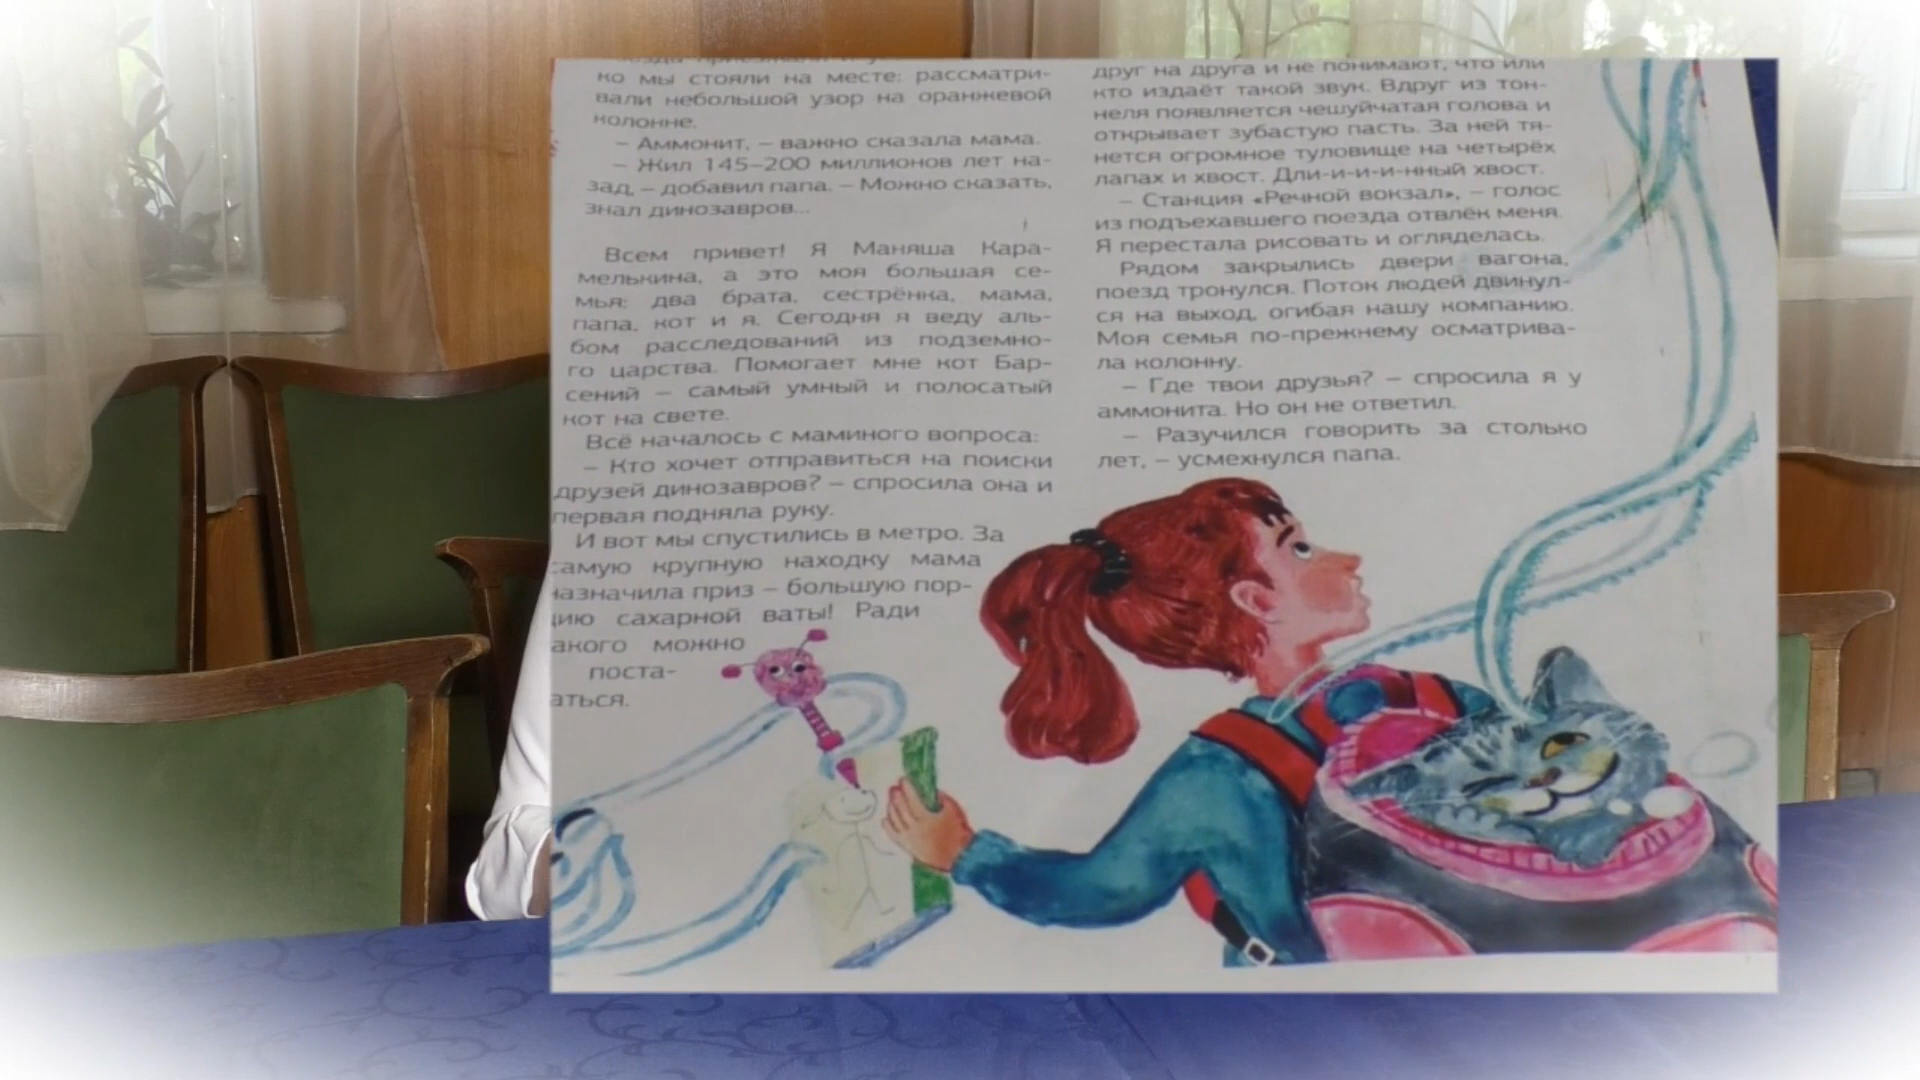 ко мы стояли на месте: рассматри-
вали небольшой узор на оранжевой
колонне.
– Аммонит, – важно сказала мама.
– Жил 145–200 миллионов лет на-
зад, – добавил папа. – Можно сказать,
знал динозавров...
Всем привет! Я Маняша Кара-
мелькина, а это моя большая се-
мья: два брата, сестрёнка, мама,
папа, кот и я. Сегодня я веду аль-
бом расследований из подземно-
го царства. Помогает мне кот Бар-
сений – самый умный и полосатый
кот на свете.
Всё началось с маминого вопроса:
– Кто хочет отправиться на поиски
друзей динозавров? – спросила она и
первая подняла руку.
И вот мы спустились в метро. За
самую крупную находку мама
назначила приз – большую пор-
цию сахарной ваты! Ради
акого можно
поста-
аться.
друг на друга и не понимают, что или
кто издаёт такой звук. Вдруг из тон-
неля появляется чешуйчатая голова и
открывает зубастую пасть. За ней тя-
нется огромное туловище на четырёх
лапах и хвост. Дли-и-и-и-нный хвост.
– Станция «Речной вокзал», – голос
из подъехавшего поезда отвлёк меня.
Я перестала рисовать и огляделась.
Рядом закрылись двери вагона,
поезд тронулся. Поток людей двинул-
ся на выход, огибая нашу компанию.
Моя семья по-прежнему осматрива-
ла колонну.
– Где твои друзья? – спросила я у
аммонита. Но он не ответил.
– Разучился говорить за столько
лет, – усмехнулся папа.